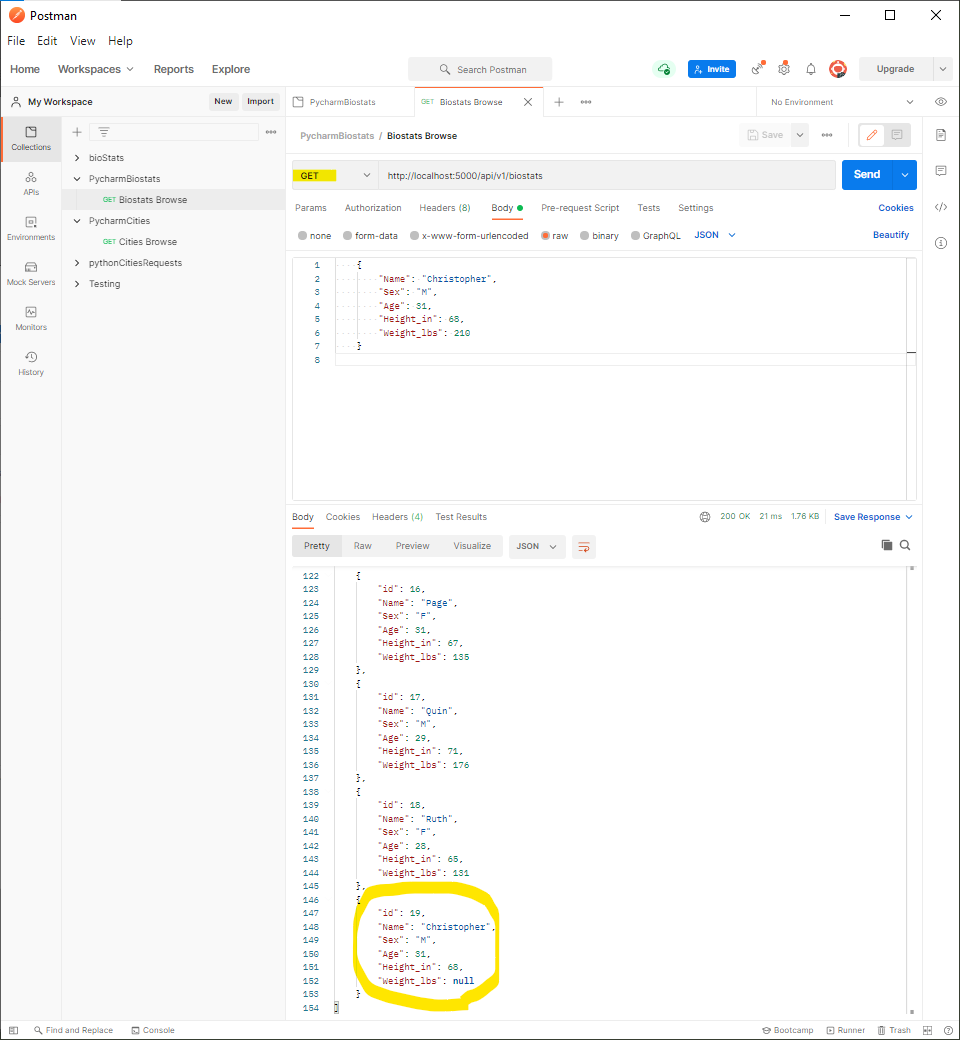 Postman
File Edit View Help
Home Workspaces Reports Explore Search Postman Invite Upgrade
My Workspace New Import
PycharmBiostats GET Biostats Browse No Environment
Collections
APIs
Environments
Mock Servers
Monitors
History
bioStats
PycharmBiostats
GET Biostats Browse
PycharmCities
GET Cities Browse
pythonCitiesRequests
Testing
PycharmBiostats / Biostats Browse Save
GET http://localhost:5000/api/v1/biostats Send
Params Authorization Headers (8) Body Pre-request Script Tests Settings Cookies
none form-data x-www-form-urlencoded raw binary GraphQL JSON Beautify
1 {
2 "Name": "Christopher",
3 "Sex": "M",
4 "Age": 31,
5 "Height_in": 68,
6 "Weight_lbs": 210
7 }
8
Body Cookies Headers (4) Test Results 200 OK 21 ms 1.76 KB Save Response
Pretty Raw Preview Visualize JSON
122 {
123 "id": 16,
124 "Name": "Page",
125 "Sex": "F",
126 "Age": 31,
127 "Height_in": 67,
128 "Weight_lbs": 135
129 },
130 {
131 "id": 17,
132 "Name": "Quin",
133 "Sex": "M",
134 "Age": 29,
135 "Height_in": 71,
136 "Weight_lbs": 176
137 },
138 {
139 "id": 18,
140 "Name": "Ruth",
141 "Sex": "F",
142 "Age": 28,
143 "Height_in": 65,
144 "Weight_lbs": 131
145 },
146 {
147 "id": 19,
148 "Name": "Christopher",
149 "Sex": "M",
150 "Age": 31,
151 "Height_in": 68,
152 "Weight_lbs": null
153 }
154 ]
Find and Replace Console Bootcamp Runner Trash